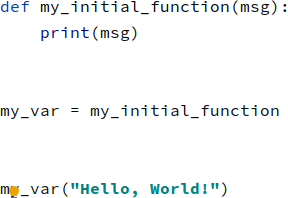 def my_initial_function(msg):
    print(msg)
my_var = my_initial_function
my_var("Hello, World!")